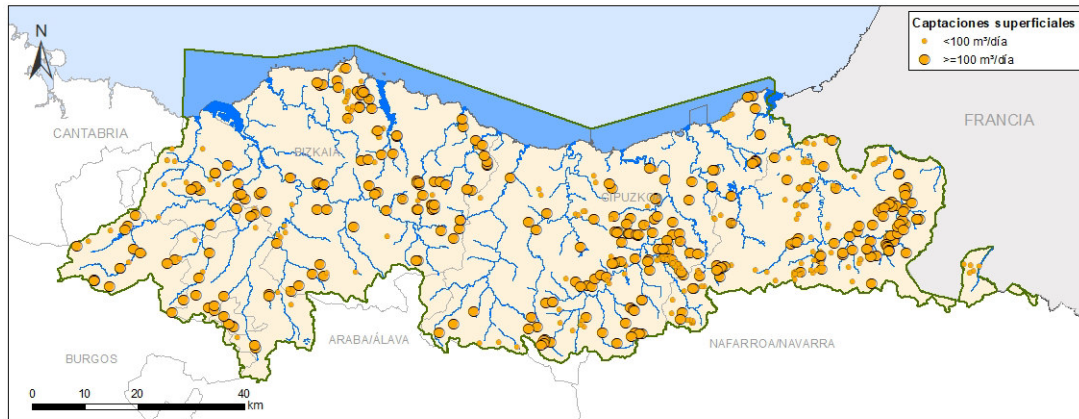 Captaciones superficiales
<100 m³/día
>=100 m³/día
N
FRANCIA
CANTABRIA
BIZKAIA
GIPUZKO
ARABA/ÁLAVA
NAFARROA/NAVARRA
BURGOS
0 10 20 40
km